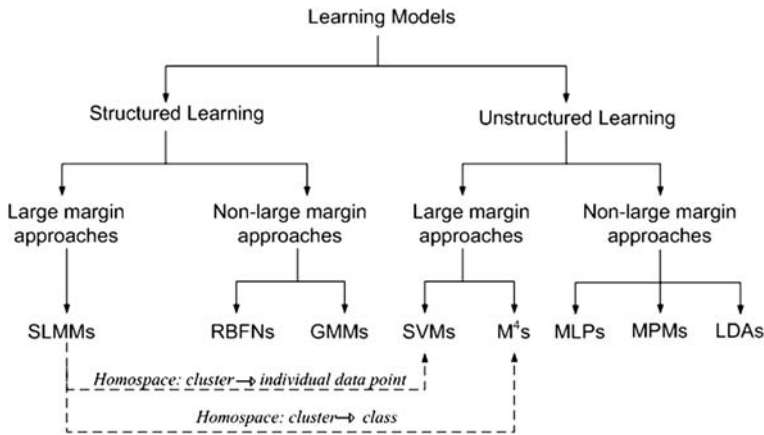 Learning Models
Structured Learning
Unstructured Learning
Large margin
approaches
Non-large margin
approaches
Large margin
approaches
Non-large margin
approaches
SLMMs
RBFNs
GMMs
SVMs
M⁴s
MLPs
MPMs
LDAs
Homospace: cluster→individual data point
Homospace: cluster→ class